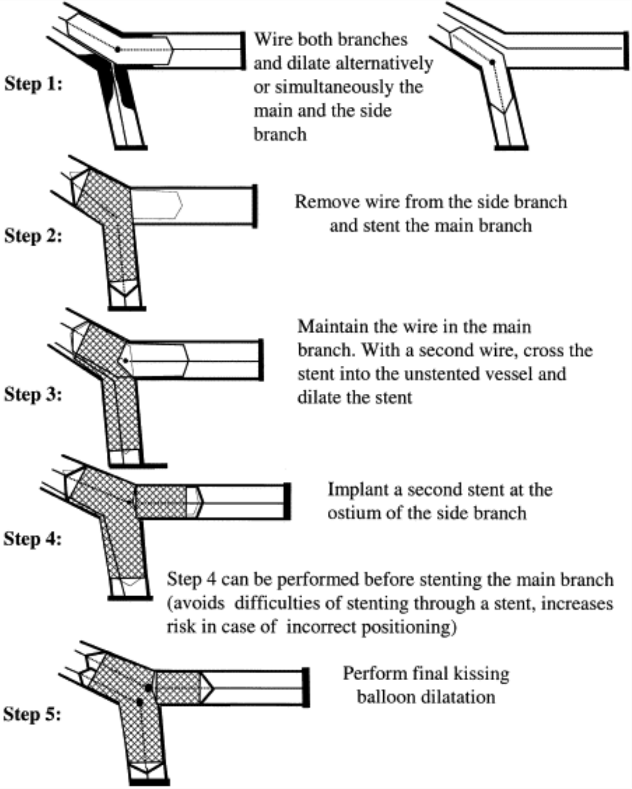 Step 1:
Wire both branches
and dilate alternatively
or simultaneously the
main and the side
branch
Step 2:
Remove wire from the side branch
and stent the main branch
Step 3:
Maintain the wire in the main
branch. With a second wire, cross the
stent into the unstented vessel and
dilate the stent
Step 4:
Implant a second stent at the
ostium of the side branch
Step 4 can be performed before stenting the main branch
(avoids difficulties of stenting through a stent, increases
risk in case of incorrect positioning)
Step 5:
Perform final kissing
balloon dilatation